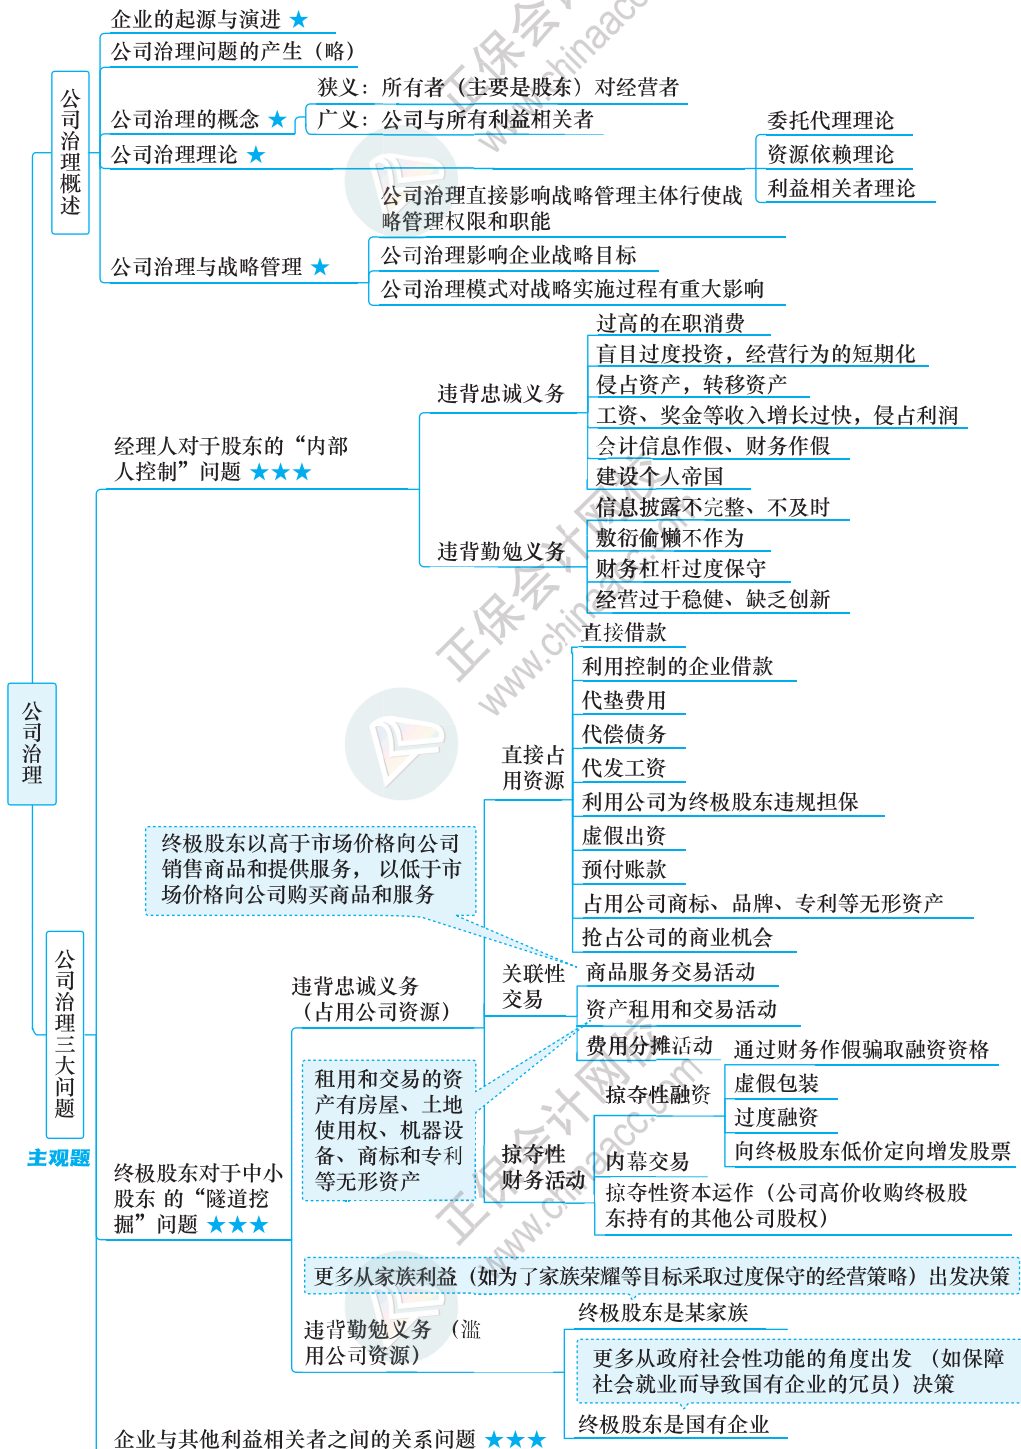 企业的起源与演进 ★
公司治理问题的产生（略）
公司治理概述
狭义：所有者（主要是股东）对经营者
公司治理的概念 ★
广义：公司与所有利益相关者
委托代理理论
公司治理理论 ★
资源依赖理论
利益相关者理论
公司治理直接影响战略管理主体行使战
略管理权限和职能
公司治理与战略管理 ★
公司治理影响企业战略目标
公司治理模式对战略实施过程有重大影响
过高的在职消费
盲目过度投资，经营行为的短期化
违背忠诚义务
侵占资产，转移资产
工资、奖金等收入增长过快，侵占利润
会计信息作假、财务作假
建设个人帝国
经理人对于股东的“内部
人控制”问题 ★★★
信息披露不完整、不及时
敷衍偷懒不作为
违背勤勉义务
财务杠杆过度保守
经营过于稳健、缺乏创新
公司治理
直接借款
利用控制的企业借款
代垫费用
代偿债务
直接占
用资源
代发工资
利用公司为终极股东违规担保
虚假出资
预付账款
占用公司商标、品牌、专利等无形资产
抢占公司的商业机会
终极股东以高于市场价格向公司
销售商品和提供服务， 以低于市
场价格向公司购买商品和服务
公司治理三大问题
主观题
违背忠诚义务
（占用公司资源）
关联性
交易
商品服务交易活动
资产租用和交易活动
费用分摊活动
租用和交易的资
产有房屋、土地
使用权、机器设
备、商标和专利
等无形资产
掠夺性
财务活动
掠夺性融资
通过财务作假骗取融资资格
虚假包装
过度融资
向终极股东低价定向增发股票
内幕交易
掠夺性资本运作（公司高价收购终极股
东持有的其他公司股权）
终极股东对于中小
股东 的“隧道挖
掘”问题 ★★★
更多从家族利益（如为了家族荣耀等目标采取过度保守的经营策略）出发决策
违背勤勉义务 （滥
用公司资源）
终极股东是某家族
更多从政府社会性功能的角度出发 （如保障
社会就业而导致国有企业的冗员）决策
终极股东是国有企业
企业与其他利益相关者之间的关系问题 ★★★
正保会计网校
www.chinaacc.com
正保会计网校
www.chinaacc.com
正保会计网校
www.chinaacc.com